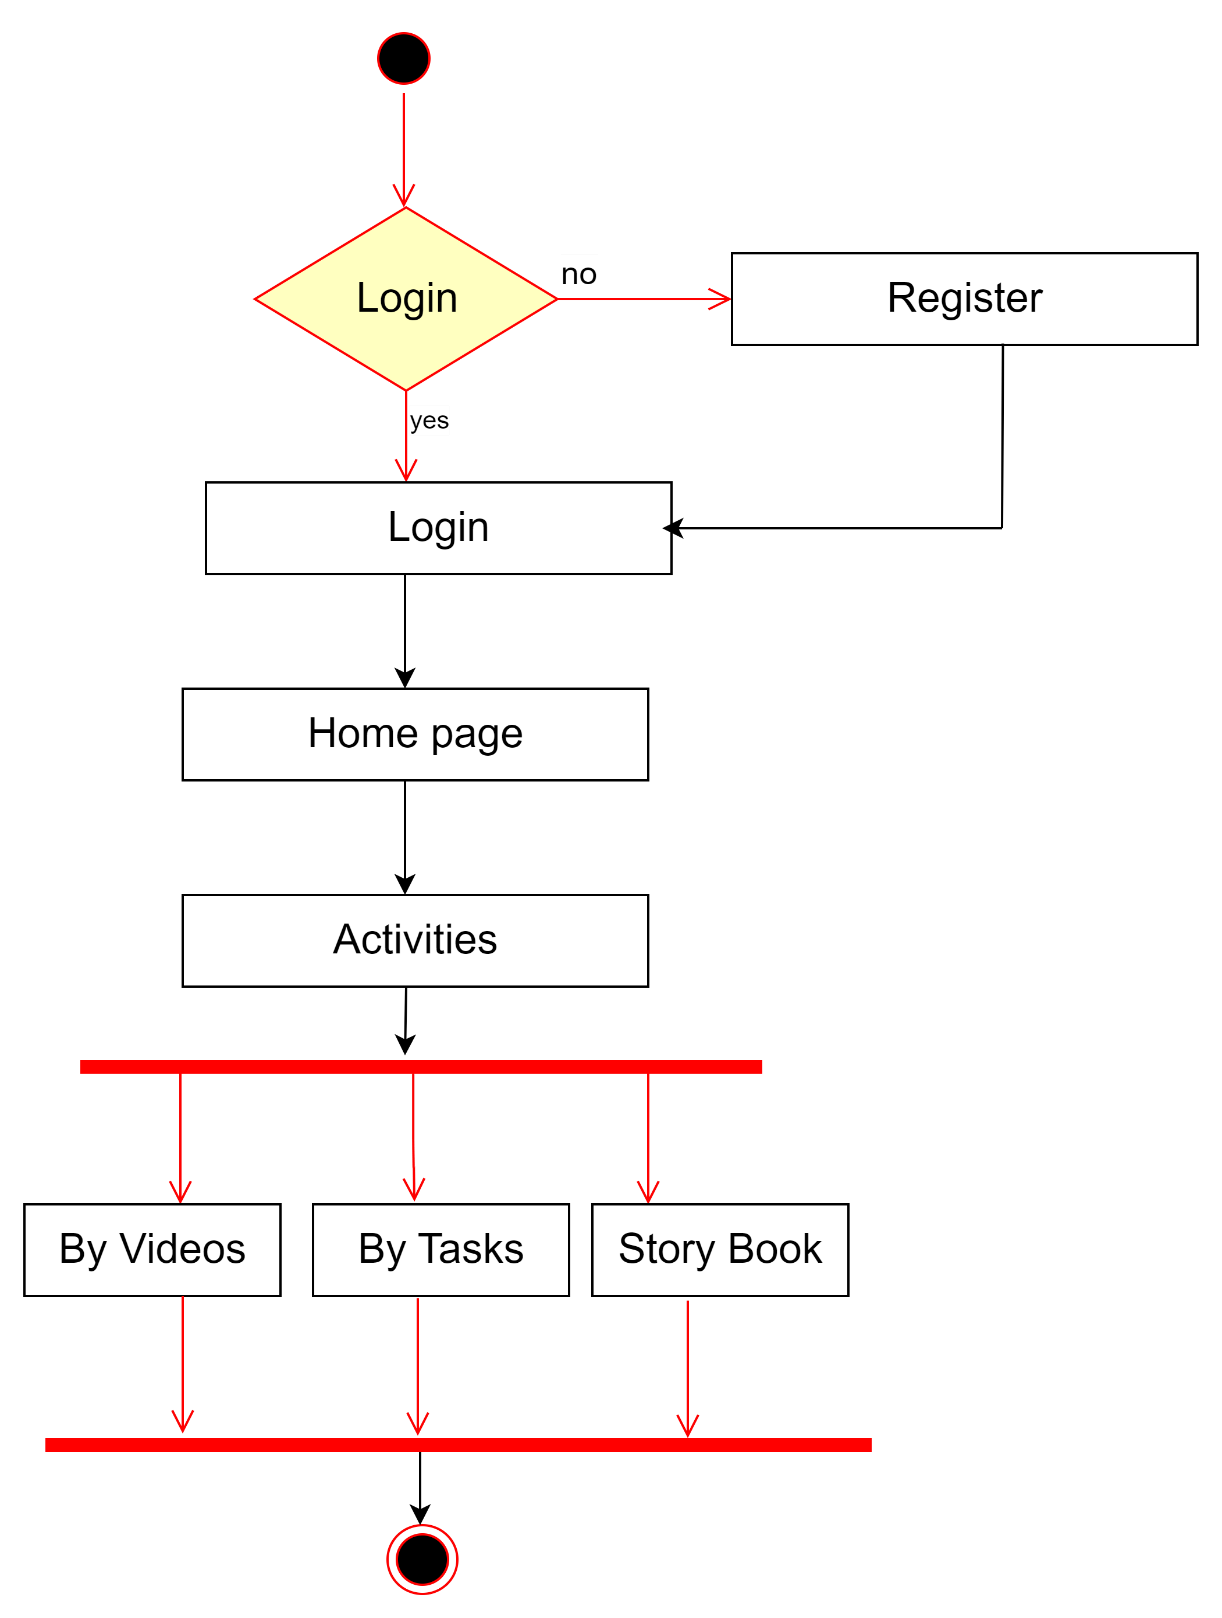 Login
no
Register
yes
Login
Home page
Activities
By Videos
By Tasks
Story Book